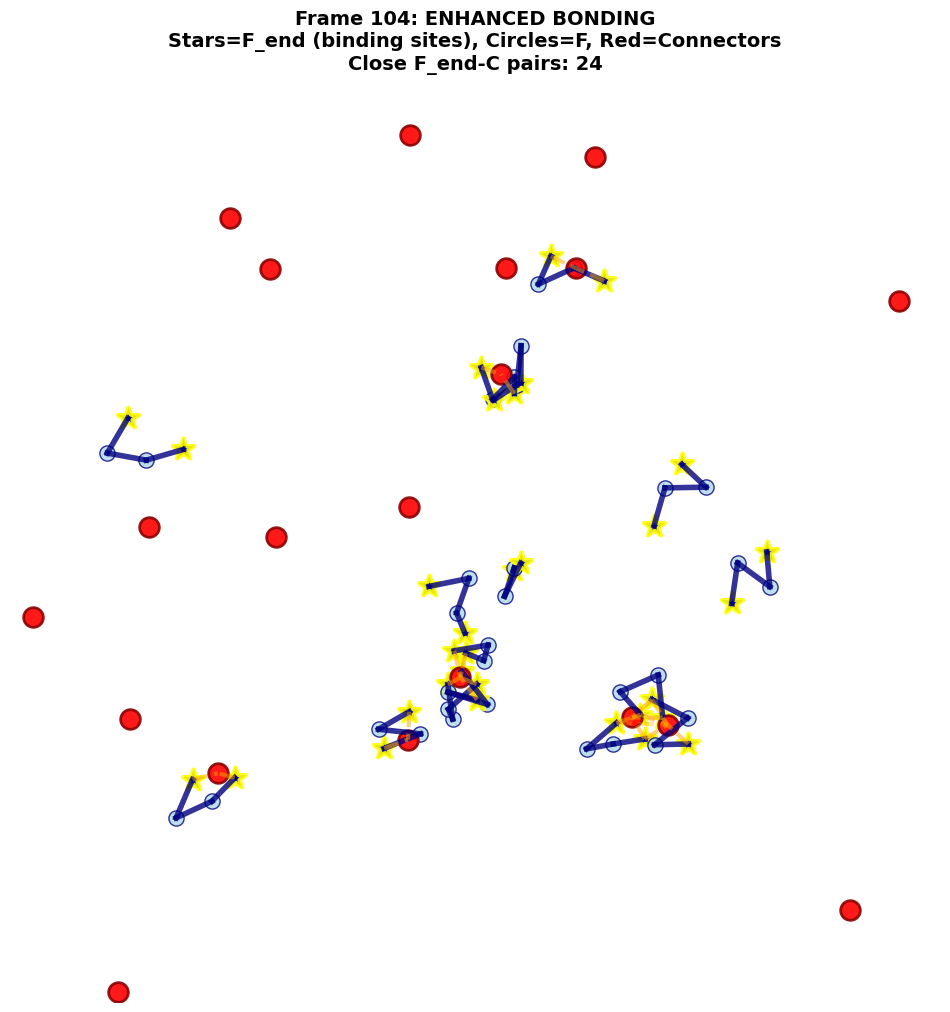 Frame 104: ENHANCED BONDING
Stars=F_end (binding sites), Circles=F, Red=Connectors
Close F_end-C pairs: 24